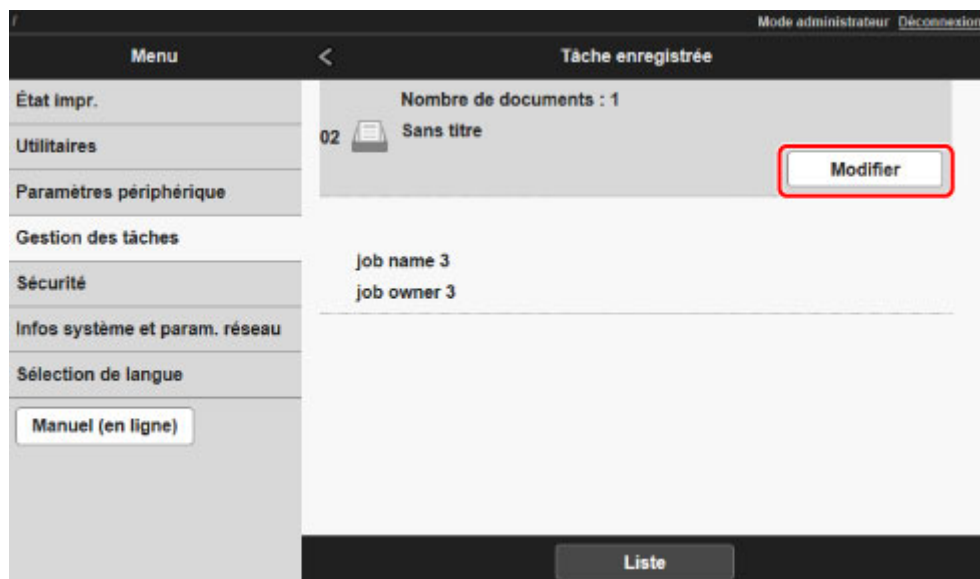 Mode administrateur Déconnexion
Menu
<
Tâche enregistrée
État impr.
Utilitaires
Paramètres périphérique
Gestion des tâches
Sécurité
Infos système et param. réseau
Sélection de langue
Manuel (en ligne)
Nombre de documents : 1
02 Sans titre
Modifier
job name 3
job owner 3
Liste